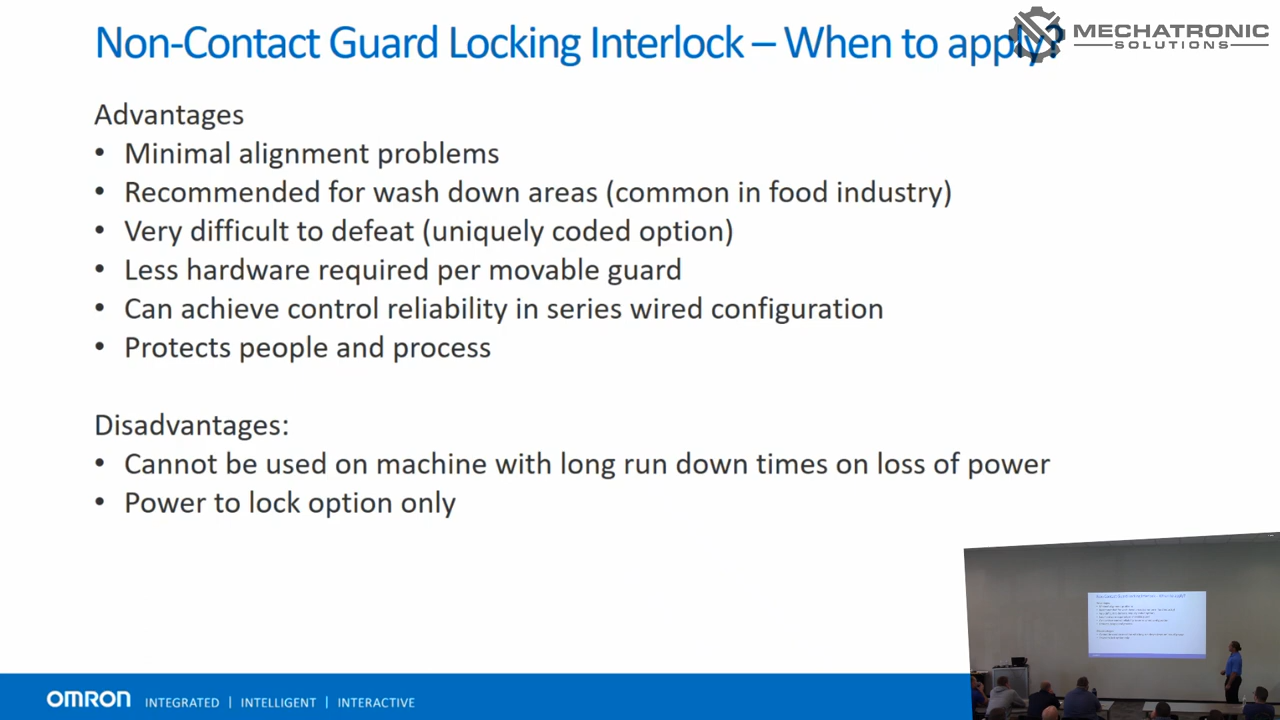 Non-Contact Guard Locking Interlock – When to apply?
MECHATRONIC
SOLUTIONS
Advantages
• Minimal alignment problems
• Recommended for wash down areas (common in food industry)
• Very difficult to defeat (uniquely coded option)
• Less hardware required per movable guard
• Can achieve control reliability in series wired configuration
• Protects people and process
Disadvantages:
• Cannot be used on machine with long run down times on loss of power
• Power to lock option only
OMRON INTEGRATED | INTELLIGENT | INTERACTIVE